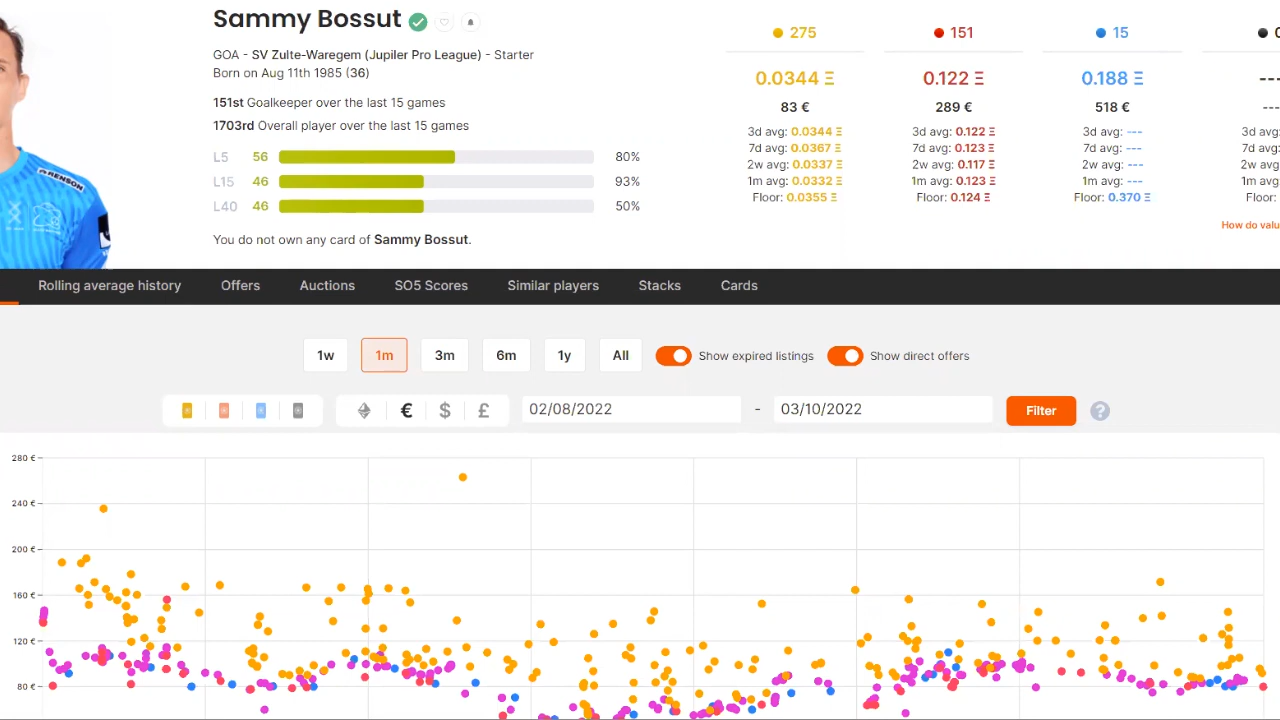 Sammy Bossut
GOA - SV Zulte-Waregem (Jupiler Pro League) - Starter
Born on Aug 11th 1985 (36)
151st Goalkeeper over the last 15 games
1703rd Overall player over the last 15 games
L5 56 80%
L15 46 93%
L40 46 50%
You do not own any card of Sammy Bossut.
RENSON
275 151 15 0
0.0344 Ξ 0.122 Ξ 0.188 Ξ ---
83 € 289 € 518 € ---
3d avg: 0.0344 Ξ 3d avg: 0.122 Ξ 3d avg: --- 3d avg:
7d avg: 0.0367 Ξ 7d avg: 0.123 Ξ 7d avg: --- 7d avg:
2w avg: 0.0337 Ξ 2w avg: 0.117 Ξ 2w avg: --- 2w avg:
1m avg: 0.0332 Ξ 1m avg: 0.123 Ξ 1m avg: --- 1m avg:
Floor: 0.0355 Ξ Floor: 0.124 Ξ Floor: 0.370 Ξ Floor:
How do valu
Rolling average history Offers Auctions SO5 Scores Similar players Stacks Cards
1w 1m 3m 6m 1y All Show expired listings Show direct offers
€ $ £ 02/08/2022 - 03/10/2022 Filter ?
280 €
240 €
200 €
160 €
120 €
80 €